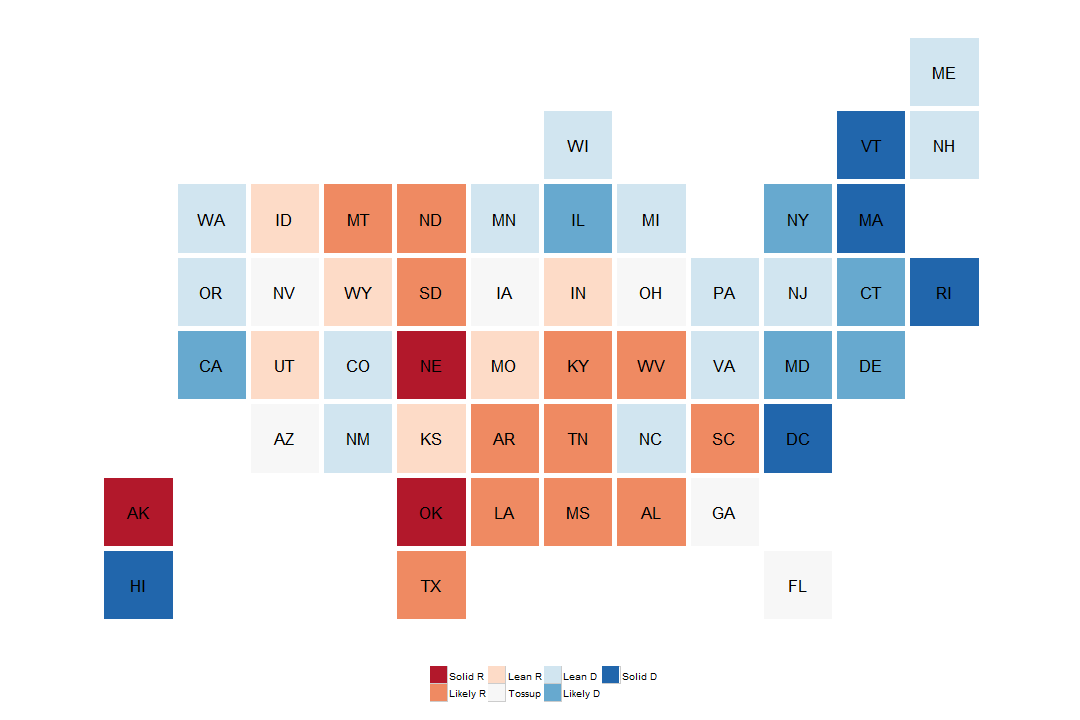 ME
WI VT NH
WA ID MT ND MN IL MI NY MA
OR NV WY SD IA IN OH PA NJ CT RI
CA UT CO NE MO KY WV VA MD DE
AZ NM KS AR TN NC SC DC
AK OK LA MS AL GA
HI TX FL
Solid R Lean R Lean D Solid D
Likely R Tossup Likely D